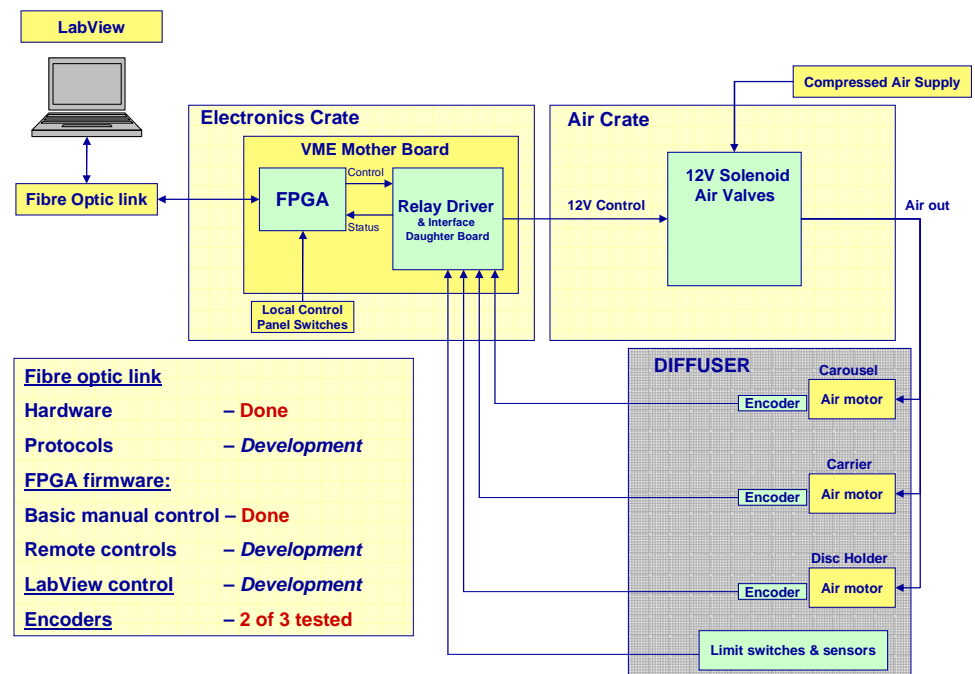 LabView
Compressed Air Supply
Electronics Crate
Air Crate
VME Mother Board
Control
12V Solenoid
Air Valves
FPGA
Fibre Optic link
Relay Driver
& Interface
Daughter Board
12V Control
Air out
Status
Local Control
Panel Switches
DIFFUSER
Carousel
Encoder
Air motor
Carrier
Encoder
Air motor
Disc Holder
Encoder
Air motor
Limit switches & sensors
Fibre optic link
Hardware – Done
Protocols – Development
FPGA firmware:
Basic manual control – Done
Remote controls – Development
LabView control – Development
Encoders – 2 of 3 tested